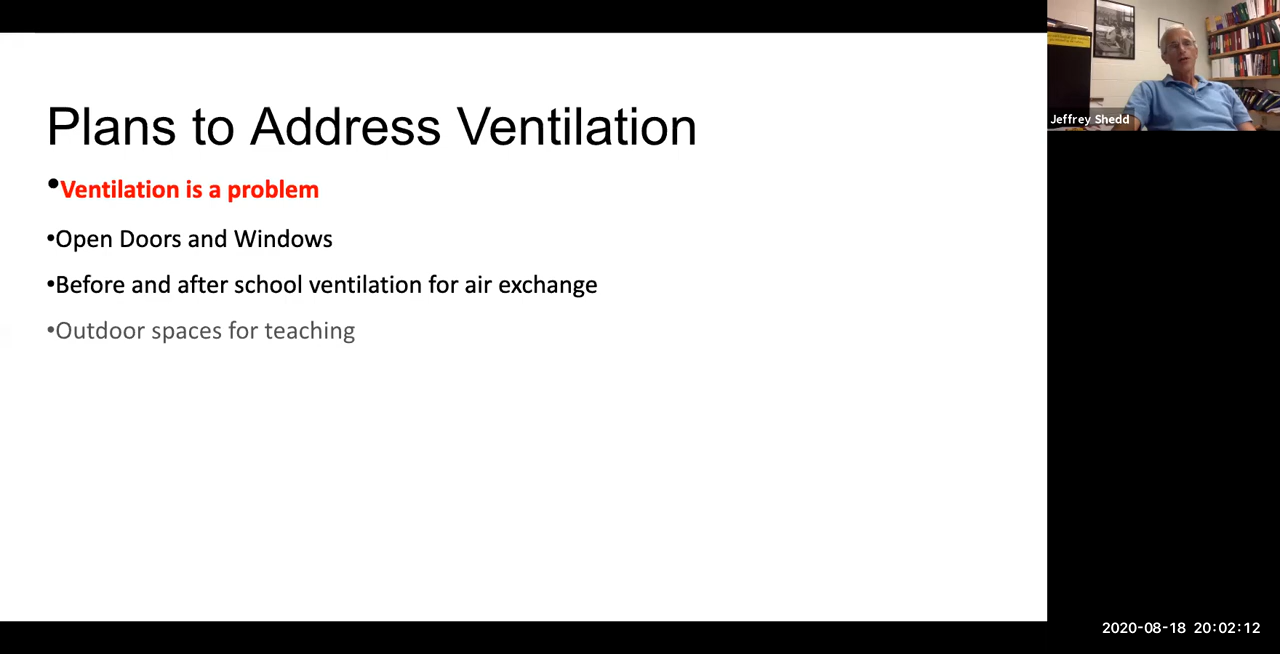 Plans to Address Ventilation
•Ventilation is a problem
•Open Doors and Windows
•Before and after school ventilation for air exchange
•Outdoor spaces for teaching
Jeffrey Shedd
2020-08-18 20:02:12